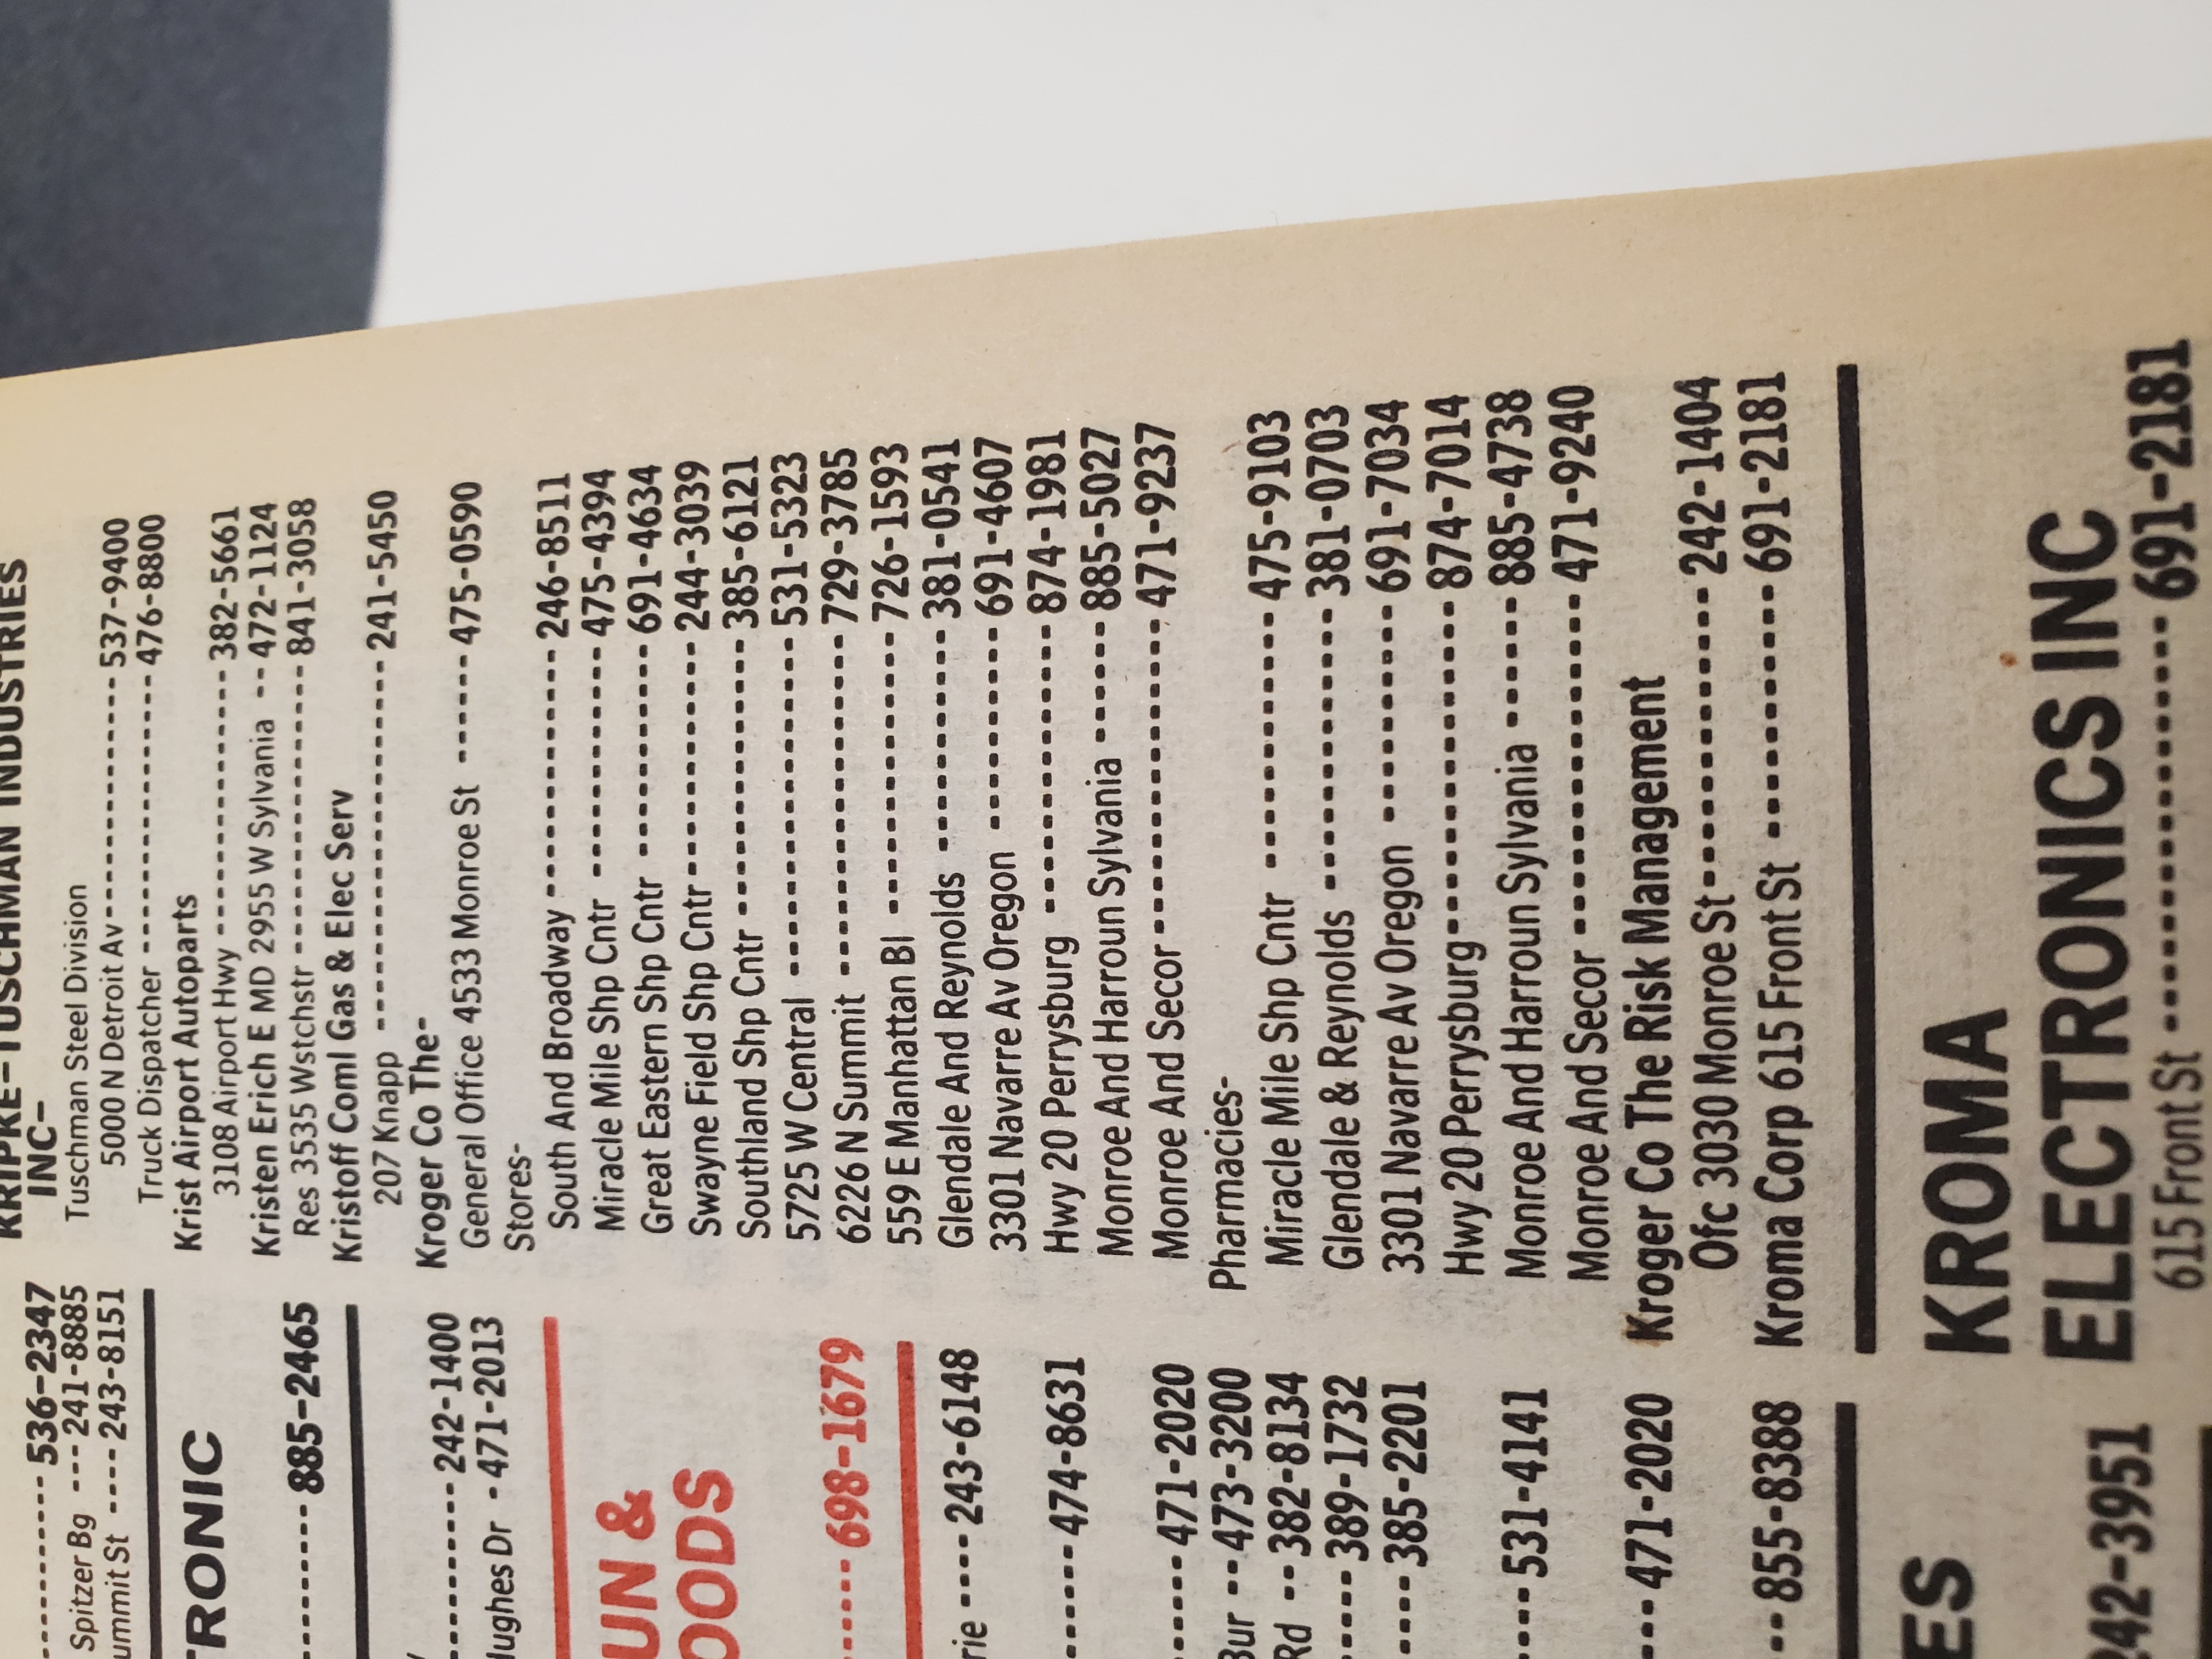 536-2347
Spitzer Bg --- 241-8885
ummit St ---- 243-8151
TRONIC
885-2465
242-1400
Hughes Dr - 471-2013
UN &
OODS
698-1679
rie ---- 243-6148
474-8631
471-2020
Bur -- 473-3200
Rd -- 382-8134
389-1732
385-2201
531-4141
471-2020
855-8388
ES
242-3951
KRIPKE-TUSCHMAN INDUSTRIES
INC-
Tuschman Steel Division
5000 N Detroit Av ---------------- 537-9400
Truck Dispatcher ---------------- 476-8800
Krist Airport Autoparts
3108 Airport Hwy ---------------- 382-5661
Kristen Erich E MD 2955 W Sylvania -- 472-1124
Res 3535 Wstchstr ---------------- 841-3058
Kristoff Coml Gas & Elec Serv
207 Knapp -------------------- 241-5450
Kroger Co The-
General Office 4533 Monroe St ------ 475-0590
Stores-
South And Broadway ------------- 246-8511
Miracle Mile Shp Cntr ------------ 475-4394
Great Eastern Shp Cntr ----------- 691-4634
Swayne Field Shp Cntr ------------ 244-3039
Southland Shp Cntr -------------- 385-6121
5725 W Central ----------------- 531-5323
6226 N Summit ----------------- 729-3785
559 E Manhattan Bl -------------- 726-1593
Glendale And Reynolds ----------- 381-0541
3301 Navarre Av Oregon ---------- 691-4607
Hwy 20 Perrysburg -------------- 874-1981
Monroe And Harroun Sylvania ------ 885-5027
Monroe And Secor --------------- 471-9237
Pharmacies-
Miracle Mile Shp Cntr ------------ 475-9103
Glendale & Reynolds ------------- 381-0703
3301 Navarre Av Oregon ---------- 691-7034
Hwy 20 Perrysburg --------------- 874-7014
Monroe And Harroun Sylvania ------ 885-4738
Monroe And Secor --------------- 471-9240
Kroger Co The Risk Management
Ofc 3030 Monroe St ------------- 242-1404
Kroma Corp 615 Front St ----------- 691-2181
KROMA
ELECTRONICS INC
615 Front St ------------------ 691-2181